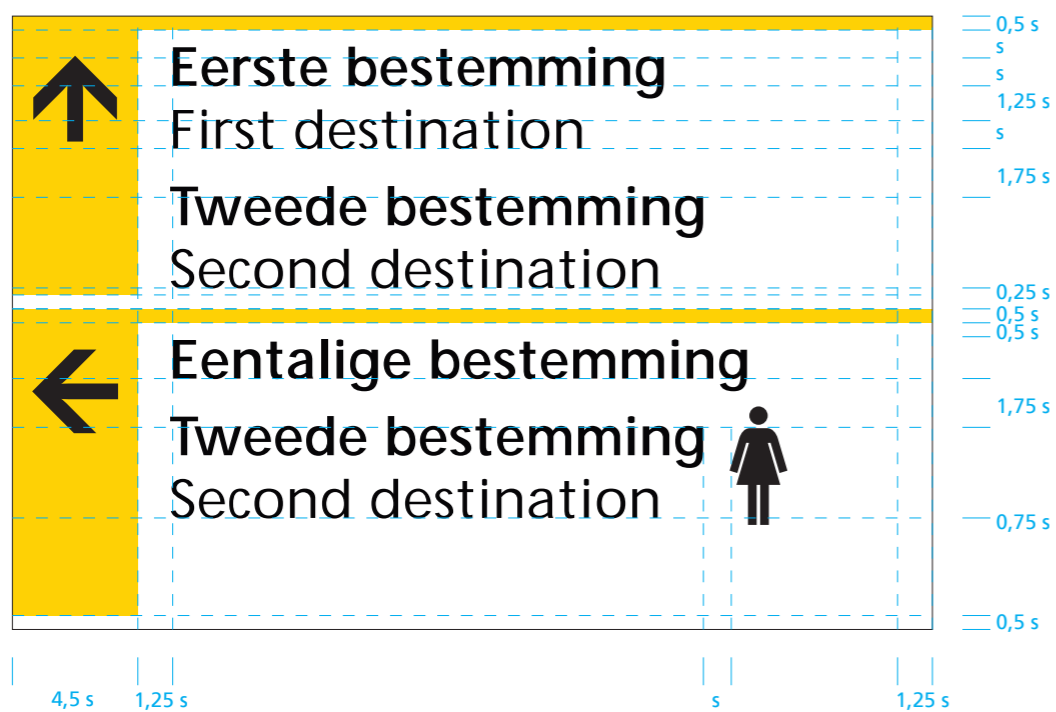 Eerste bestemming
First destination
Tweede bestemming
Second destination
Eentalige bestemming
Tweede bestemming
Second destination
0,5 s
s
s
1,25 s
s
1,75 s
0,25 s
0,5 s
0,5 s
1,75 s
0,75 s
0,5 s
4,5 s 1,25 s s 1,25 s